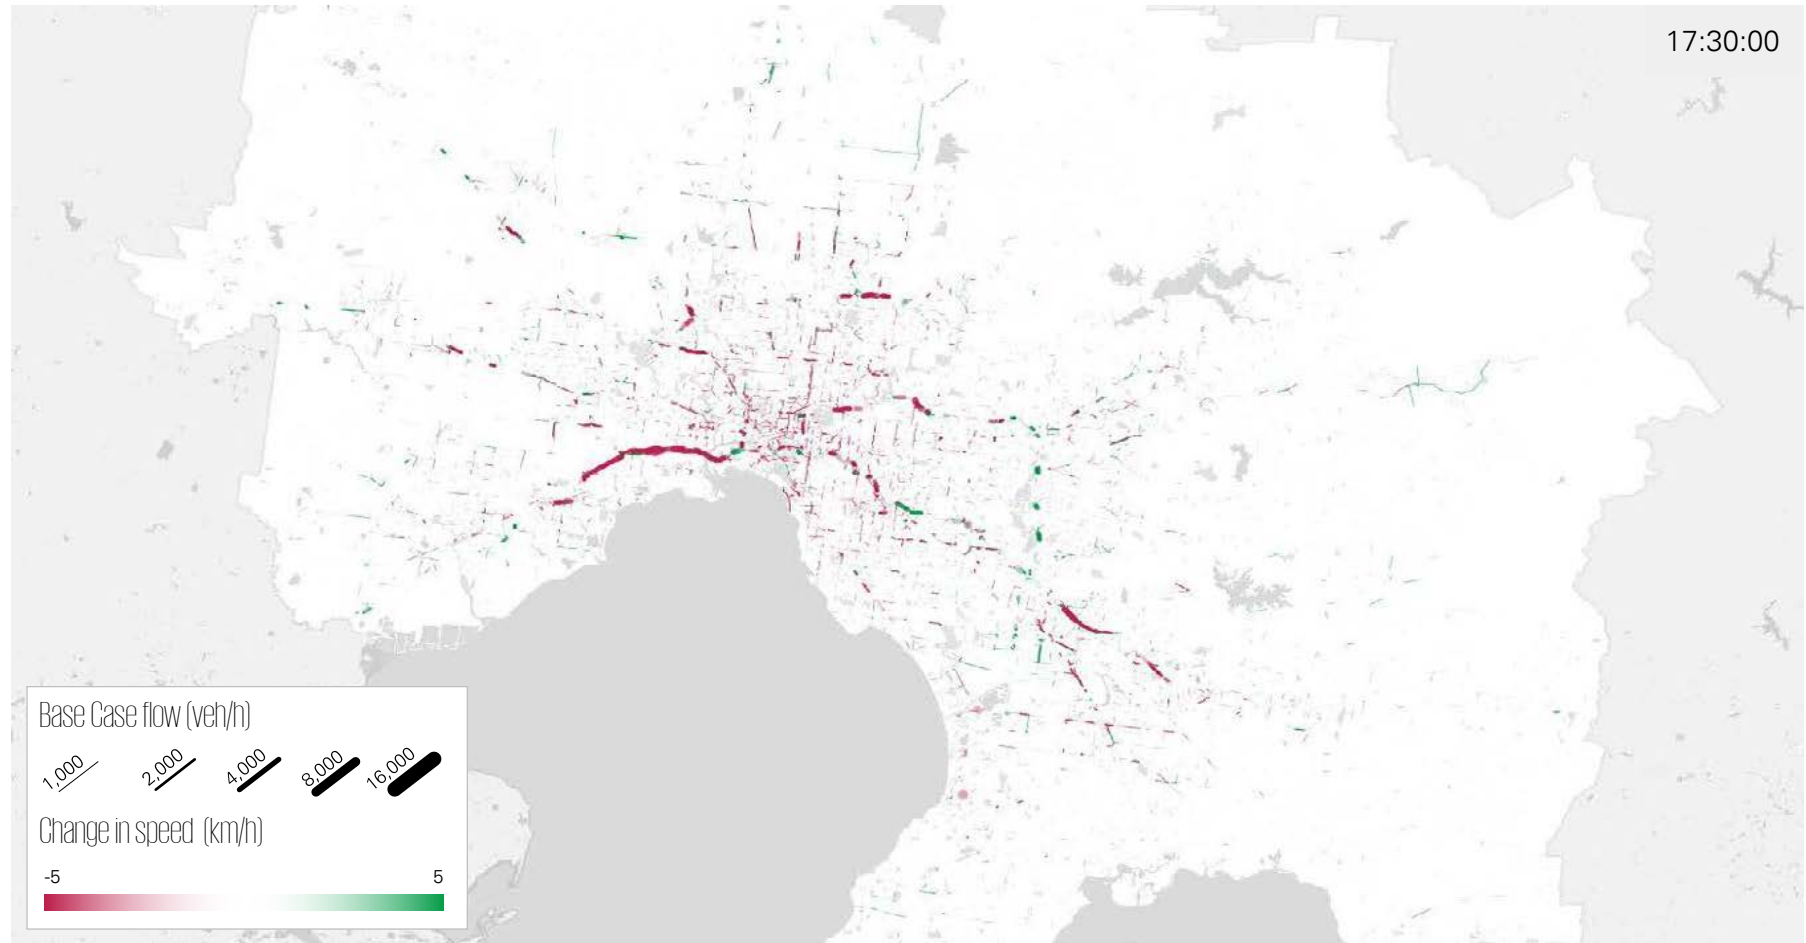 17:30:00
Base Case flow (veh/h)
1,000 2,000 4,000 8,000 16,000
Change in speed (km/h)
-5 5